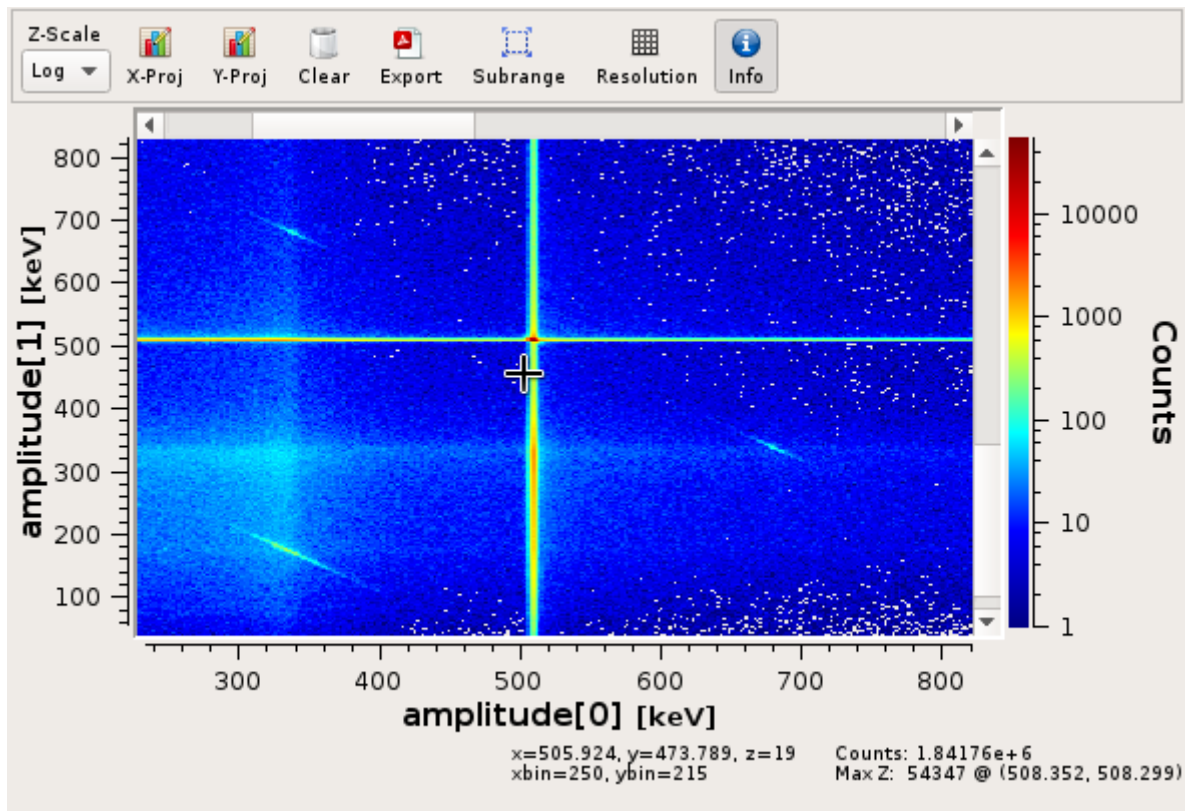 Z-Scale
Log
X-Proj
Y-Proj
Clear
Export
Subrange
Resolution
Info
amplitude[1] [keV]
800
700
600
500
400
300
200
100
300
400
500
600
700
800
amplitude[0] [keV]
10000
1000
100
10
1
Counts
x=505.924, y=473.789, z=19
xbin=250, ybin=215
Counts: 1.84176e+6
Max Z: 54347 @ (508.352, 508.299)